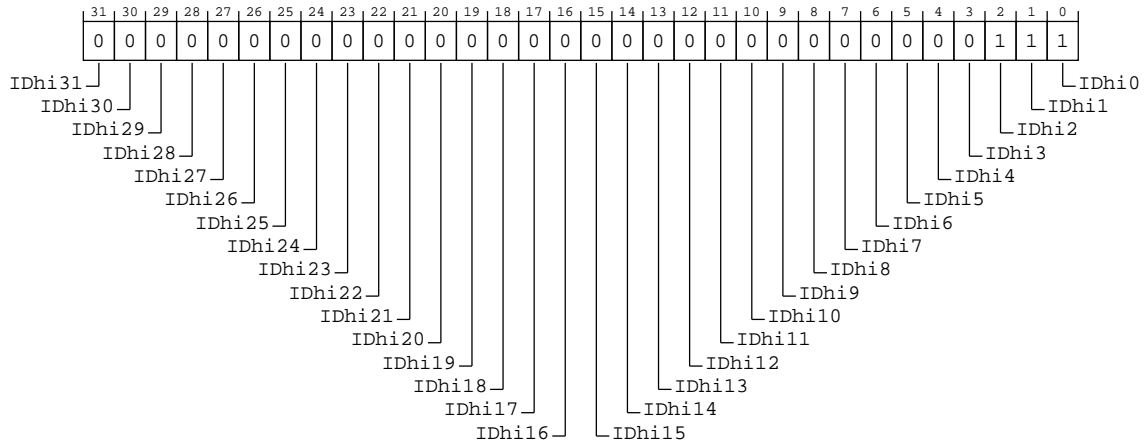 31 30 29 28 27 26 25 24 23 22 21 20 19 18 17 16 15 14 13 12 11 10 9 8 7 6 5 4 3 2 1 0
0 0 0 0 0 0 0 0 0 0 0 0 0 0 0 0 0 0 0 0 0 0 0 0 0 0 0 0 0 1 1 1
IDhi31 IDhi0
IDhi30 IDhi1
IDhi29 IDhi2
IDhi28 IDhi3
IDhi27 IDhi4
IDhi26 IDhi5
IDhi25 IDhi6
IDhi24 IDhi7
IDhi23 IDhi8
IDhi22 IDhi9
IDhi21 IDhi10
IDhi20 IDhi11
IDhi19 IDhi12
IDhi18 IDhi13
IDhi17 IDhi14
IDhi16 IDhi15